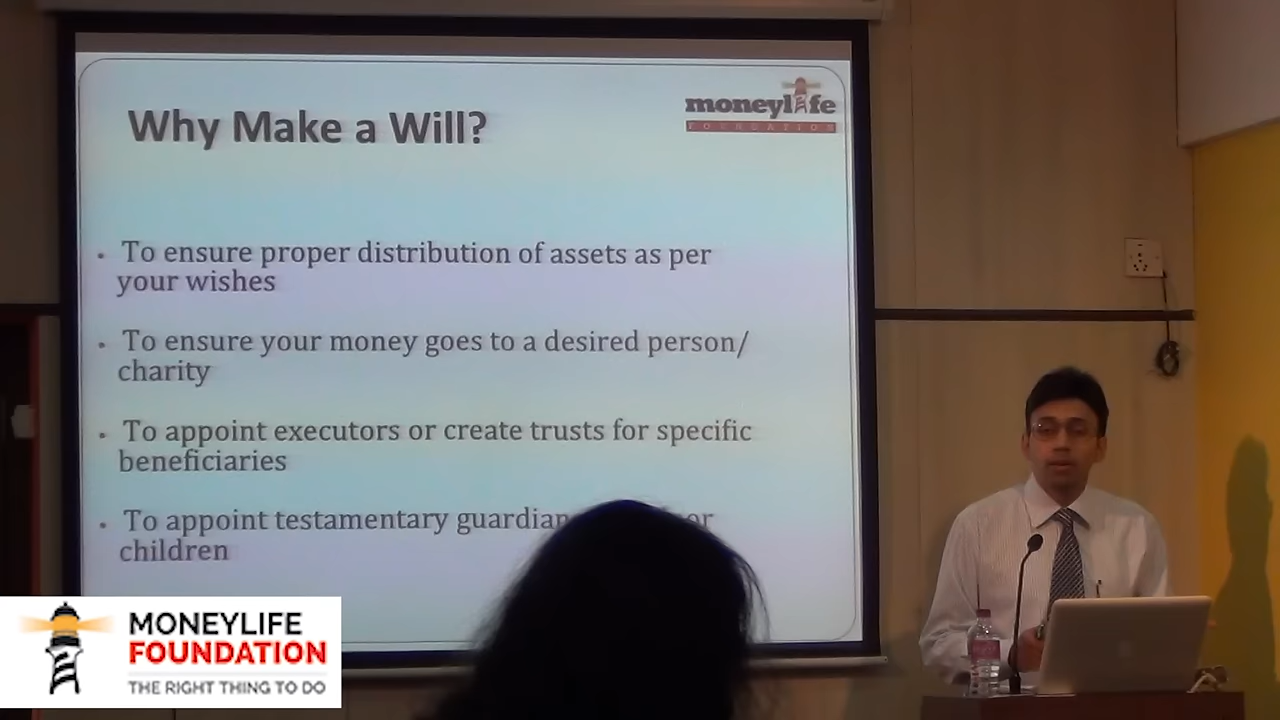 Why Make a Will?
moneylife
FOUNDATION
• To ensure proper distribution of assets as per
your wishes
• To ensure your money goes to a desired person/
charity
• To appoint executors or create trusts for specific
beneficiaries
• To appoint testamentary guardian or
children
MONEYLIFE
FOUNDATION
THE RIGHT THING TO DO